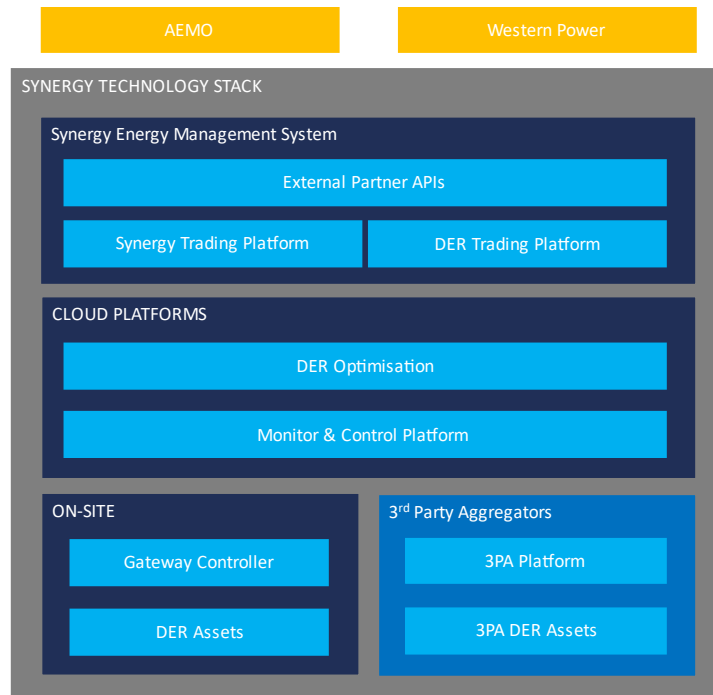 AEMO
Western Power
SYNERGY TECHNOLOGY STACK
Synergy Energy Management System
External Partner APIs
Synergy Trading Platform
DER Trading Platform
CLOUD PLATFORMS
DER Optimisation
Monitor & Control Platform
ON-SITE
Gateway Controller
DER Assets
3rd Party Aggregators
3PA Platform
3PA DER Assets